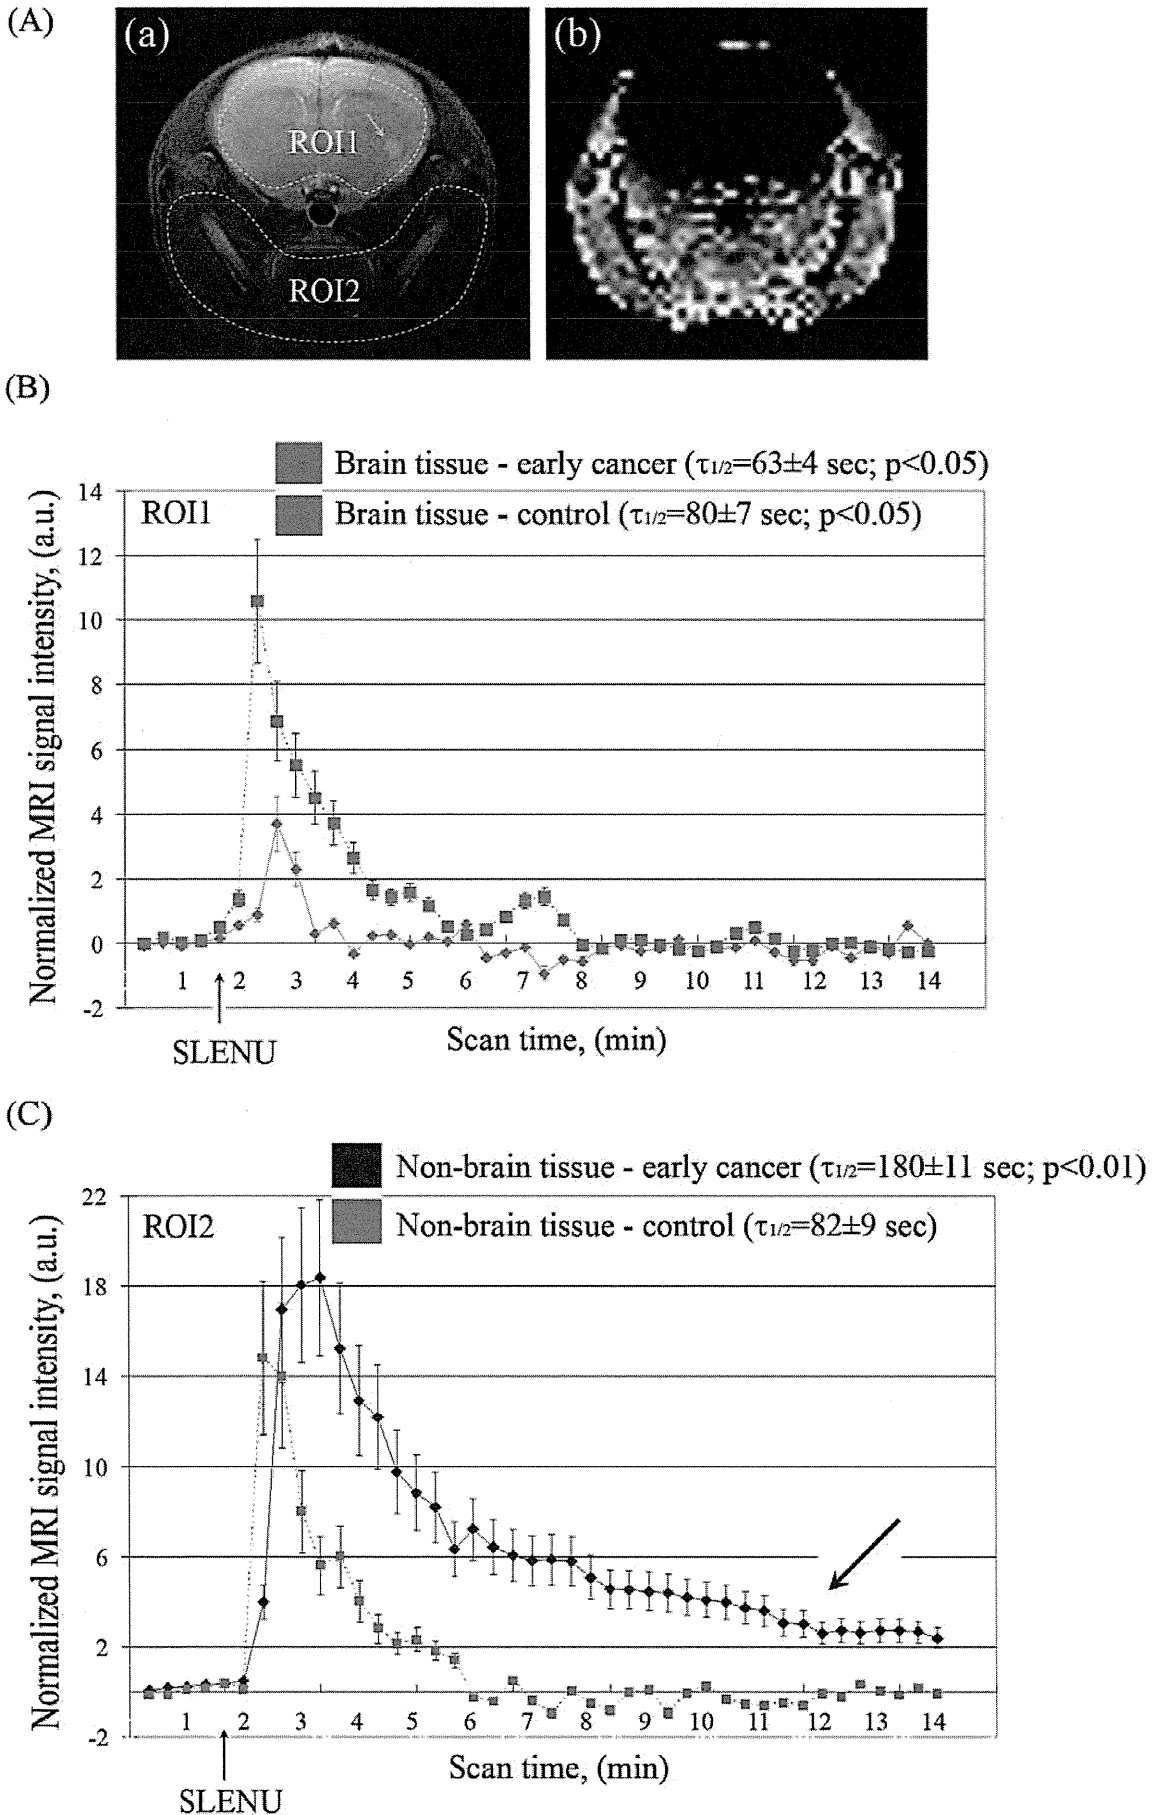 (A)
(a)
(b)
ROI1
ROI2
(B)
Brain tissue - early cancer (τ1/2=63±4 sec; p<0.05)
Brain tissue - control (τ1/2=80±7 sec; p<0.05)
ROI1
Normalized MRI signal intensity, (a.u.)
14
12
10
8
6
4
2
0
-2
1 2 3 4 5 6 7 8 9 10 11 12 13 14
Scan time, (min)
SLENU
(C)
Non-brain tissue - early cancer (τ1/2=180±11 sec; p<0.01)
Non-brain tissue - control (τ1/2=82±9 sec)
ROI2
Normalized MRI signal intensity, (a.u.)
22
18
14
10
6
2
-2
1 2 3 4 5 6 7 8 9 10 11 12 13 14
Scan time, (min)
SLENU